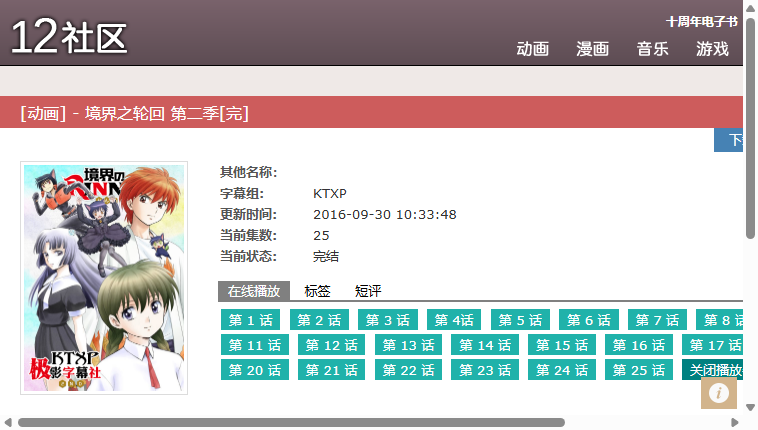 12社区
十周年电子书
动画 漫画 音乐 游戏
[动画] - 境界之轮回 第二季[完]
境界の
RINN
KTXP
极影字幕社
其他名称:
字幕组: KTXP
更新时间: 2016-09-30 10:33:48
当前集数: 25
当前状态: 完结
在线播放 标签 短评
第 1 话 第 2 话 第 3 话 第 4话 第 5 话 第 6 话 第 7 话 第 8
第 11 话 第 12 话 第 13 话 第 14 话 第 15 话 第 16 话 第 17 话
第 20 话 第 21 话 第 22 话 第 23 话 第 24 话 第 25 话 关闭播放